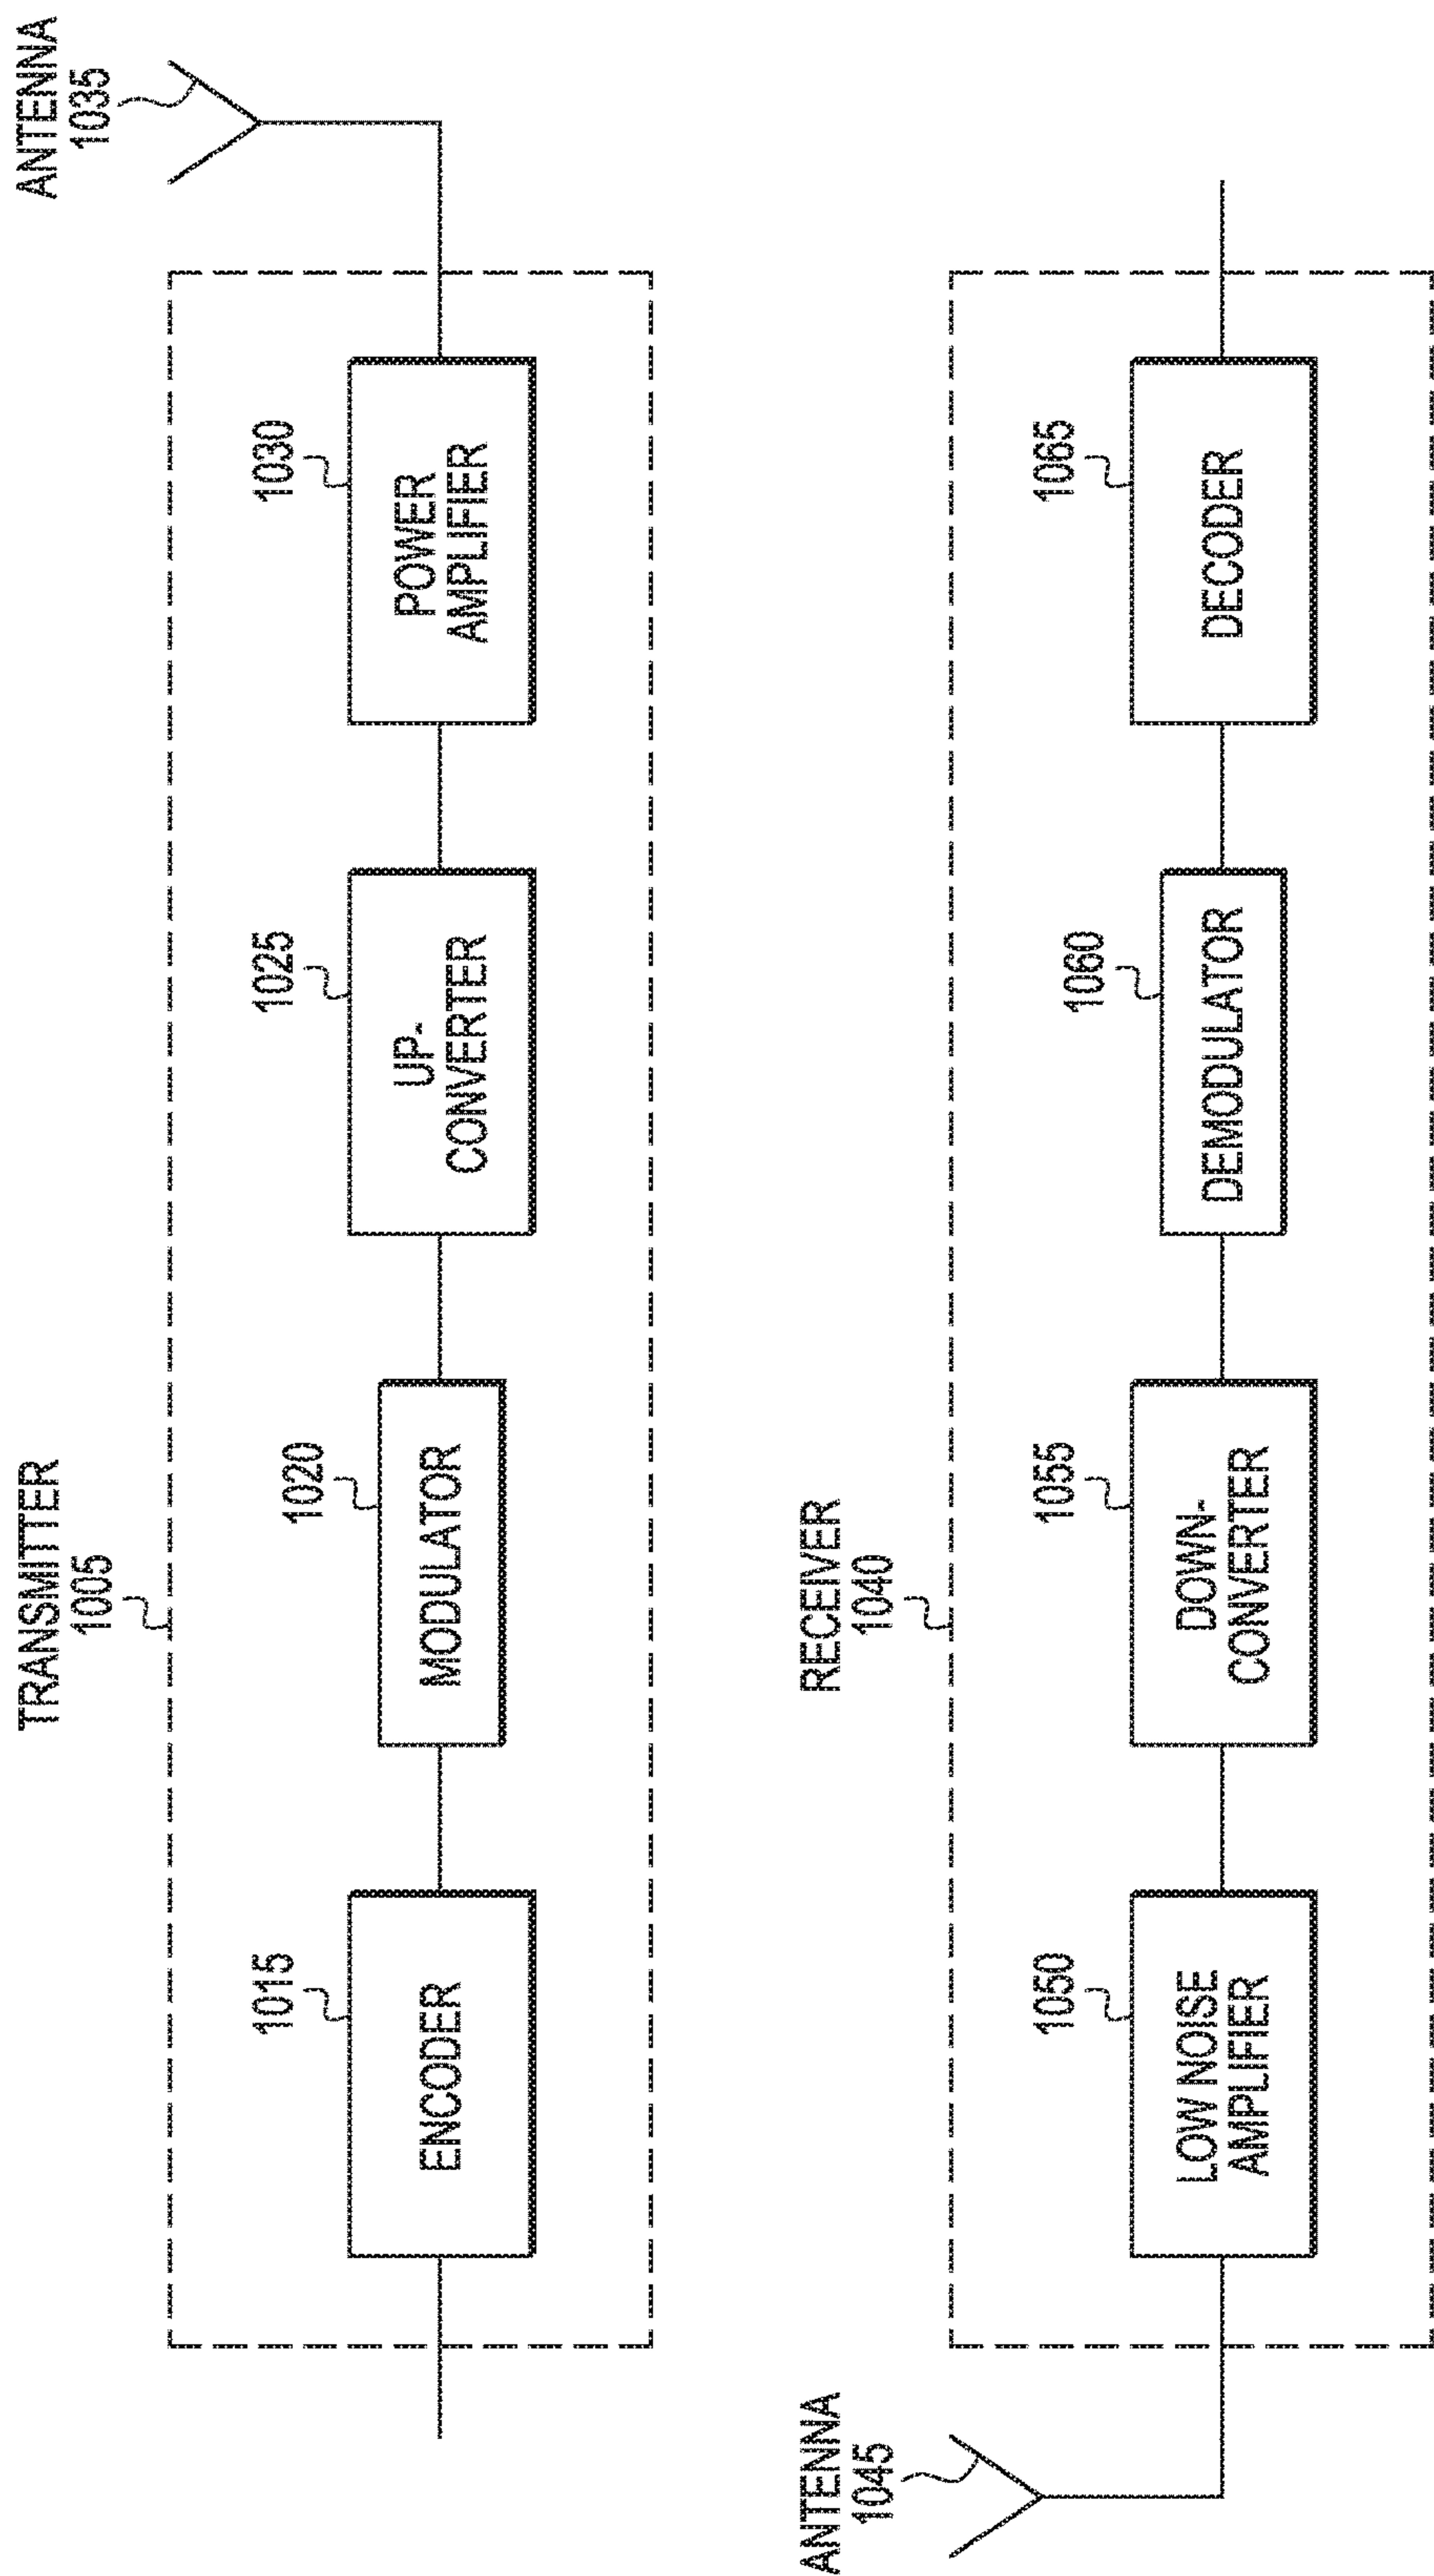 TRANSMITTER
1005
ANTENNA
1035
1015
ENCODER
1020
MODULATOR
1025
UP-
CONVERTER
1030
POWER
AMPLIFIER
RECEIVER
1040
ANTENNA
1045
1050
LOW NOISE
AMPLIFIER
1055
DOWN-
CONVERTER
1060
DEMODULATOR
1065
DECODER